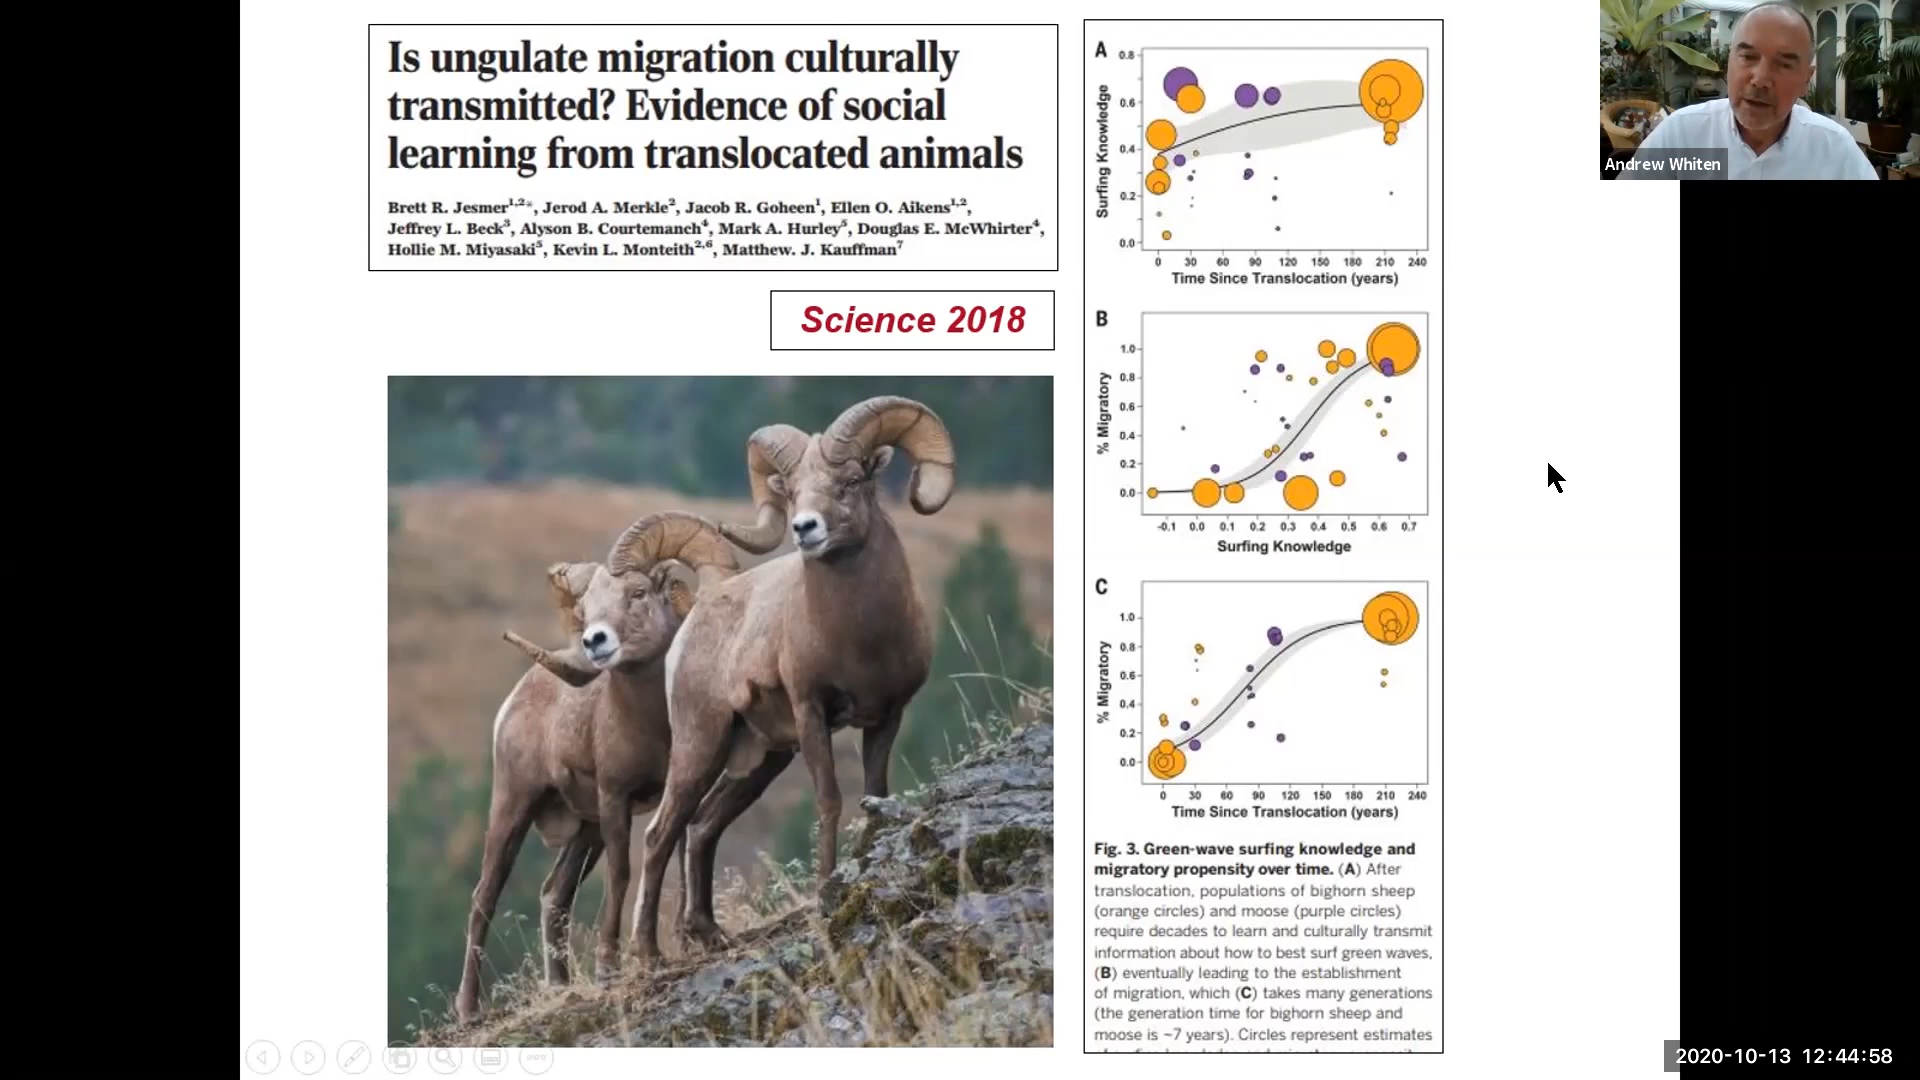 Is ungulate migration culturally
transmitted? Evidence of social
learning from translocated animals
Brett R. Jesmer1,2*, Jerod A. Merkle2, Jacob R. Goheen1, Ellen O. Aikens1,2,
Jeffrey L. Beck3, Alyson B. Courtemanch4, Mark A. Hurley5, Douglas E. McWhirter4,
Hollie M. Miyasaki5, Kevin L. Monteith2,6, Matthew. J. Kauffman7
Science 2018
A
Surfing Knowledge
0.8
0.6
0.4
0.2
0.0
0 30 60 90 120 150 180 210 240
Time Since Translocation (years)
B
% Migratory
1.0
0.8
0.6
0.4
0.2
0.0
-0.1 0.0 0.1 0.2 0.3 0.4 0.5 0.6 0.7
Surfing Knowledge
C
% Migratory
1.0
0.8
0.6
0.4
0.2
0.0
0 30 60 90 120 150 180 210 240
Time Since Translocation (years)
Fig. 3. Green-wave surfing knowledge and
migratory propensity over time. (A) After
translocation, populations of bighorn sheep
(orange circles) and moose (purple circles)
require decades to learn and culturally transmit
information about how to best surf green waves,
(B) eventually leading to the establishment
of migration, which (C) takes many generations
(the generation time for bighorn sheep and
moose is ~7 years). Circles represent estimates
Andrew Whiten
2020-10-13 12:44:58